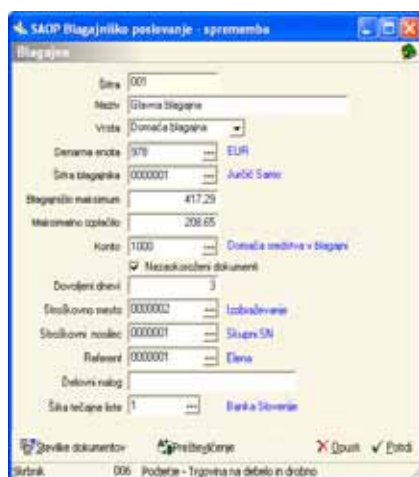 SAOP Blagajniško poslovanje - sprememba
Blagajna
Šifra 001
Naziv Glavna blagajna
Vrsta Domača blagajna
Denarna enota 978 ... EUR
Šifra blagajnika 0000001 ... Jurčič Samo
Blagajniški maksimum 417.29
Maksimalno izplačilo 208.65
Konto 1000 ... Domača sredstva v blagajni
Nezaokroženi dokumenti
Dovoljeni dnevi 3
Stroškovno mesto 0000002 ... Izobraževanje
Stroškovni nosilec 0000001 ... Skupni SN
Referent 0000001 ... Elena
Delovni nalog
Šifra tečajne liste 1 ... Banka Slovenije
Številke dokumentov Preštevilčenje Opusti Potrdi
Skrbnik 006 Podjetje - Trgovina na debelo in drobno